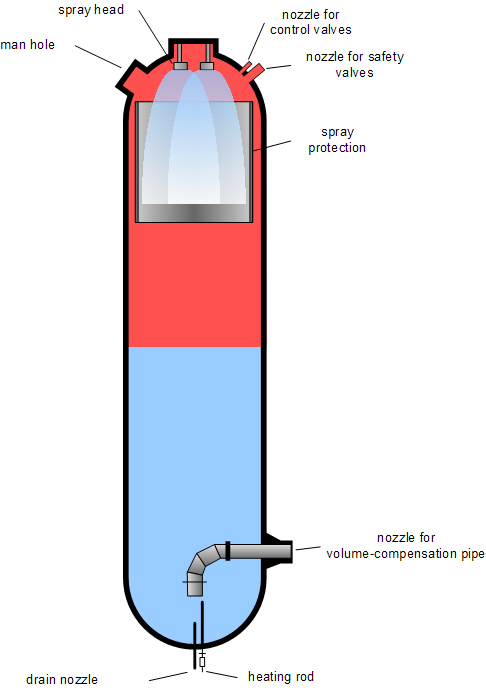 spray head
nozzle for
control valves
man hole
nozzle for safety
valves
spray
protection
nozzle for
volume-compensation pipe
drain nozzle
heating rod